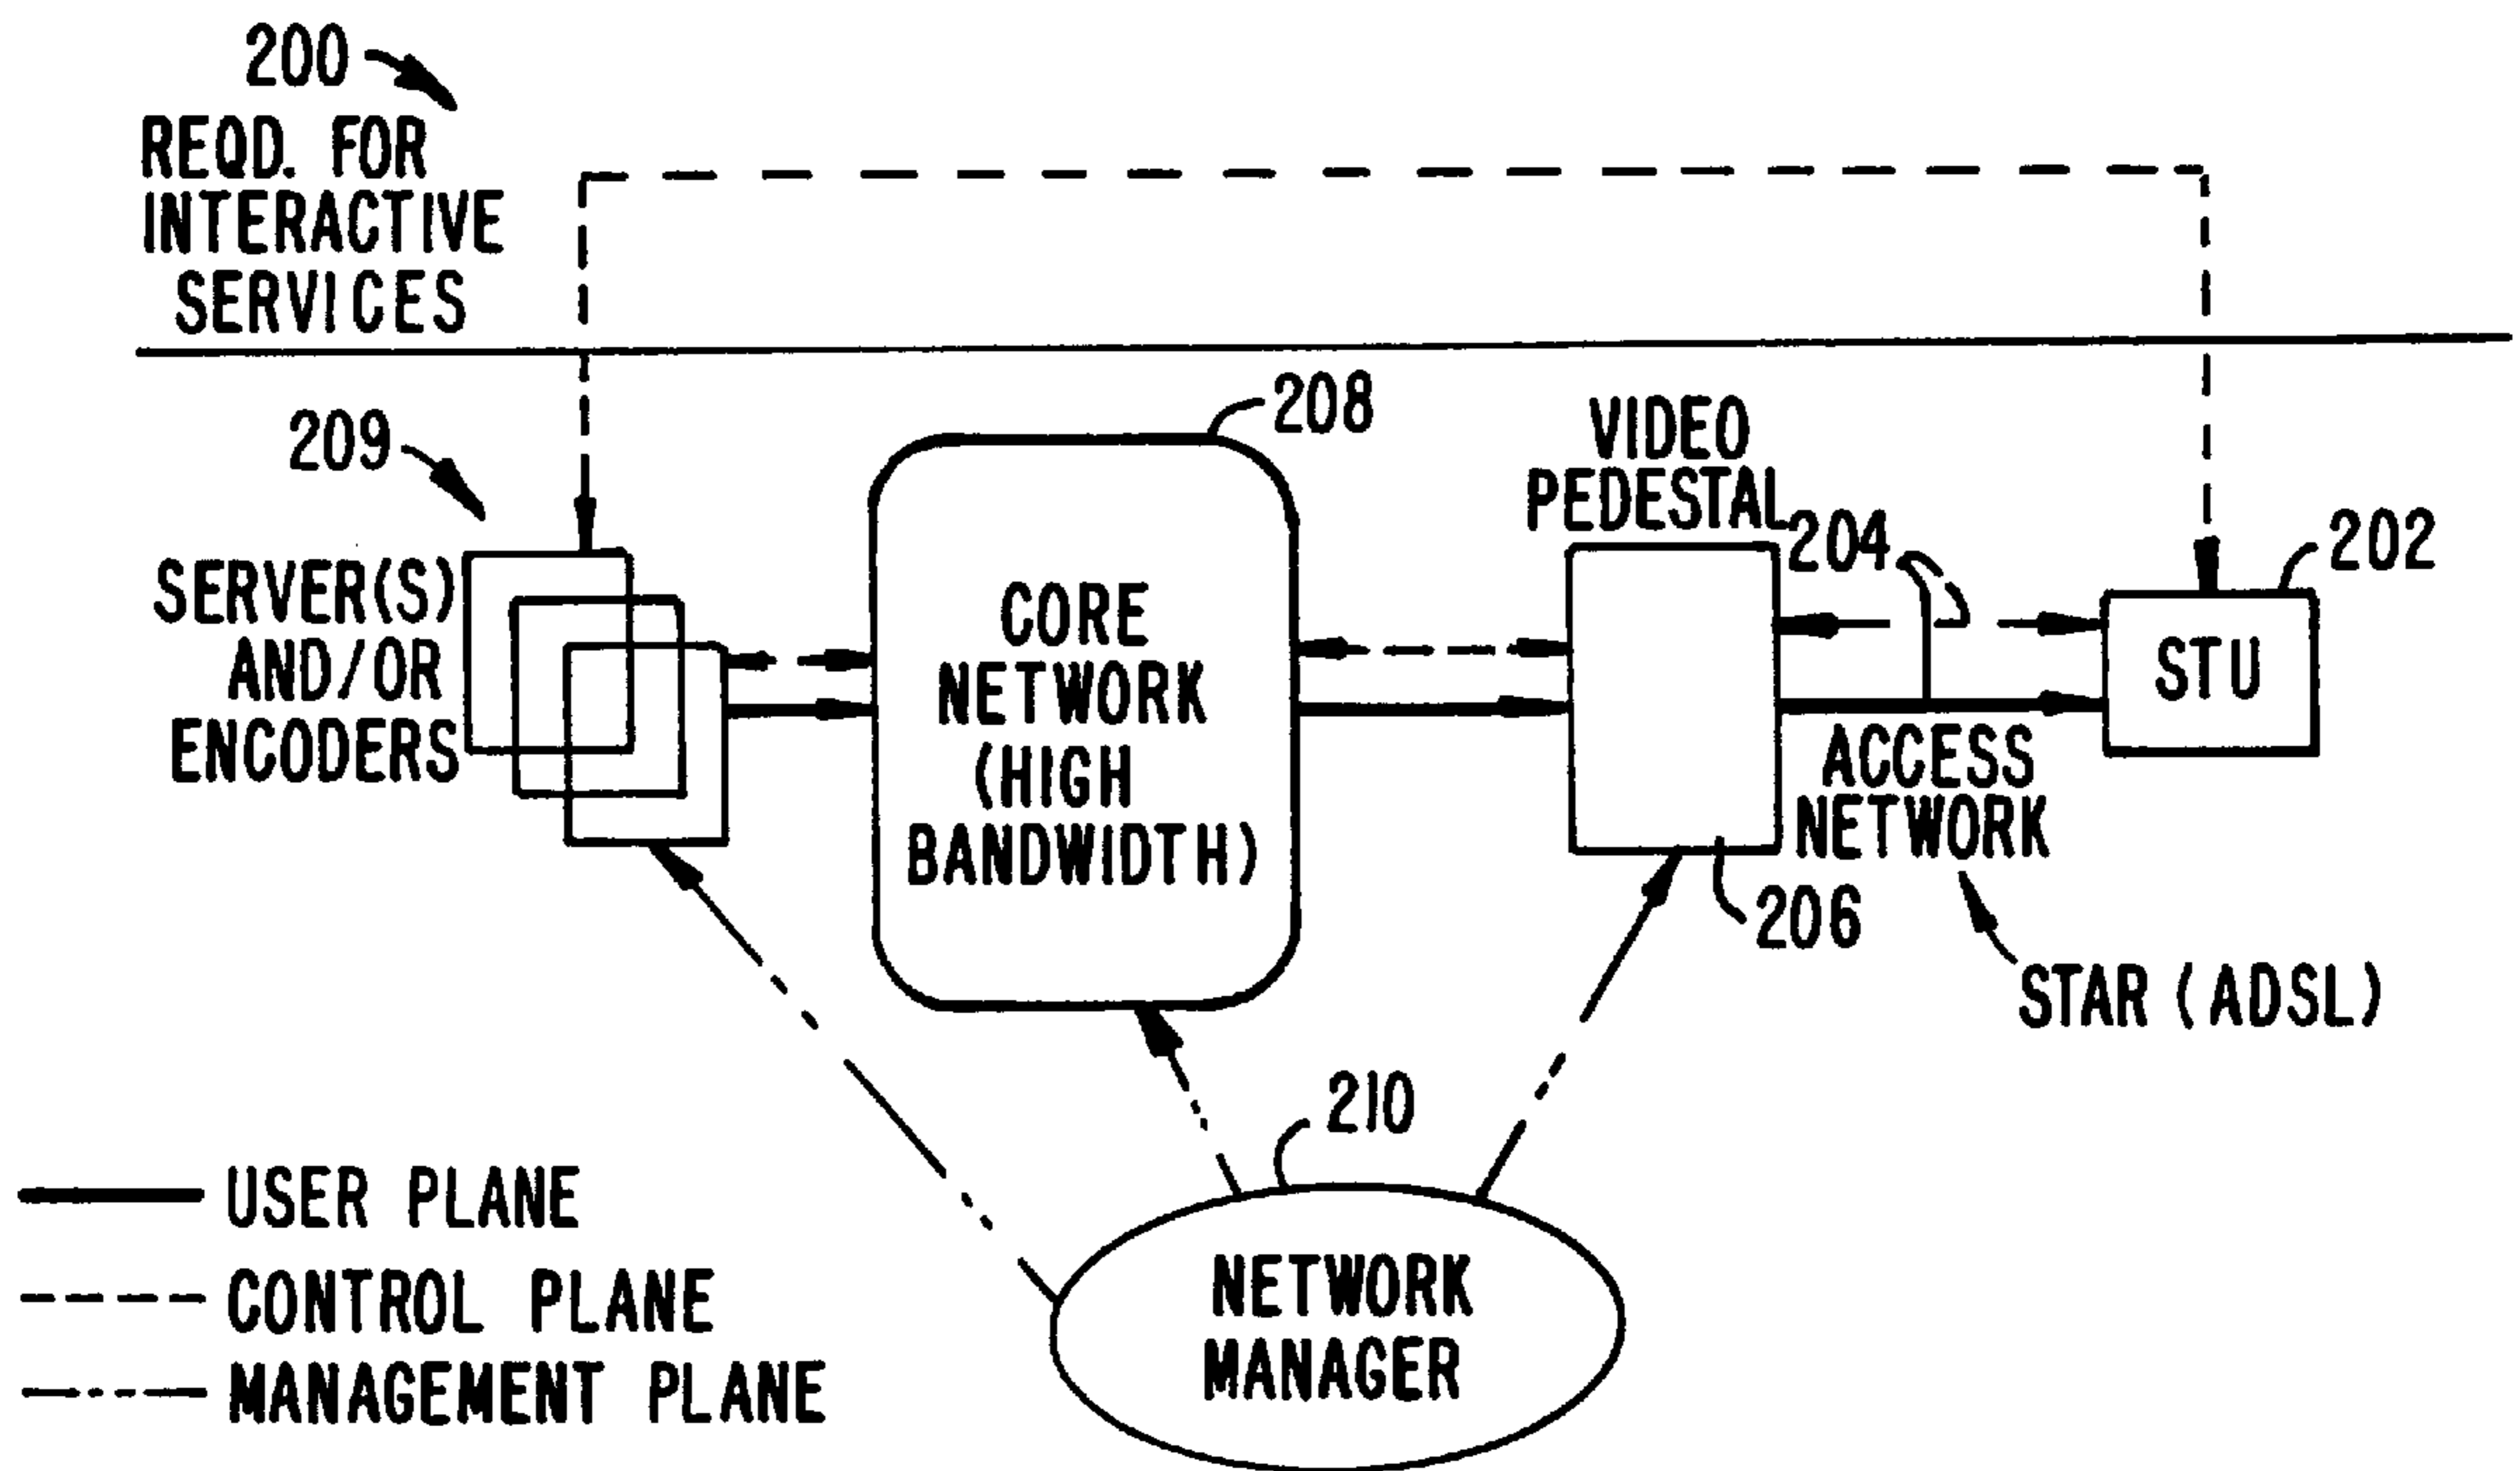 200
REQD. FOR
INTERACTIVE
SERVICES
209
208
VIDEO
PEDESTAL
204
202
SERVER(S)
AND/OR
ENCODERS
CORE
NETWORK
(HIGH
BANDWIDTH)
STU
ACCESS
NETWORK
206
STAR (ADSL)
210
NETWORK
MANAGER
USER PLANE
CONTROL PLANE
MANAGEMENT PLANE